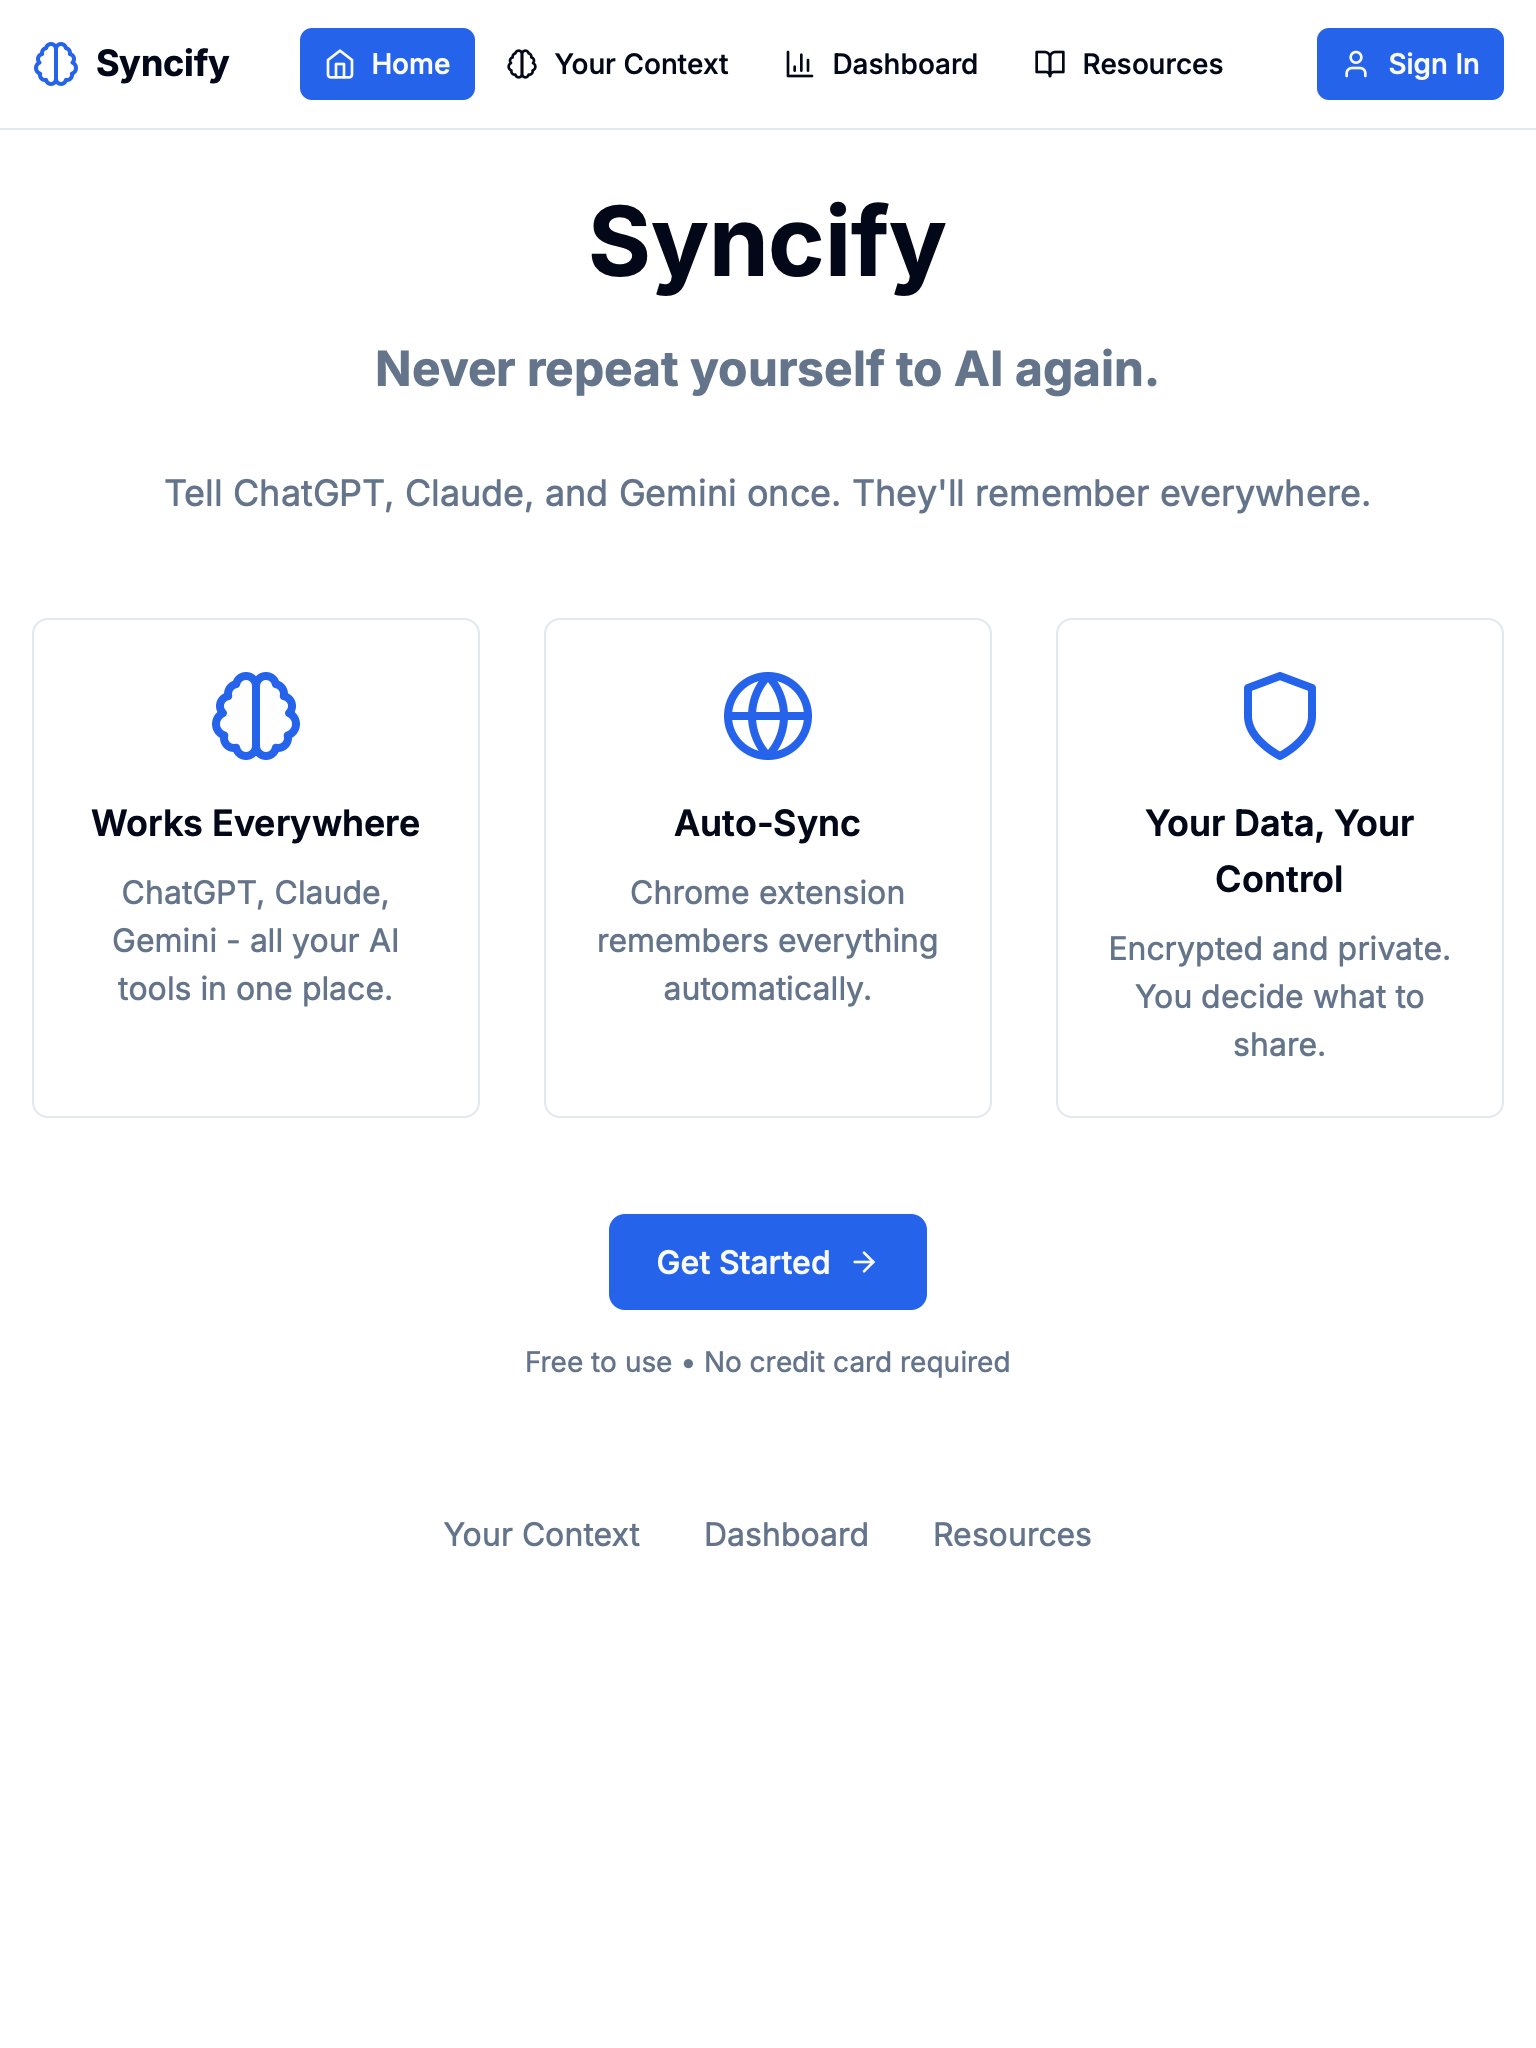 Syncify
Home
Your Context
Dashboard
Resources
Sign In
Syncify
Never repeat yourself to AI again.
Tell ChatGPT, Claude, and Gemini once. They'll remember everywhere.
Works Everywhere
ChatGPT, Claude,
Gemini - all your AI
tools in one place.
Auto-Sync
Chrome extension
remembers everything
automatically.
Your Data, Your
Control
Encrypted and private.
You decide what to
share.
Get Started
Free to use • No credit card required
Your Context
Dashboard
Resources